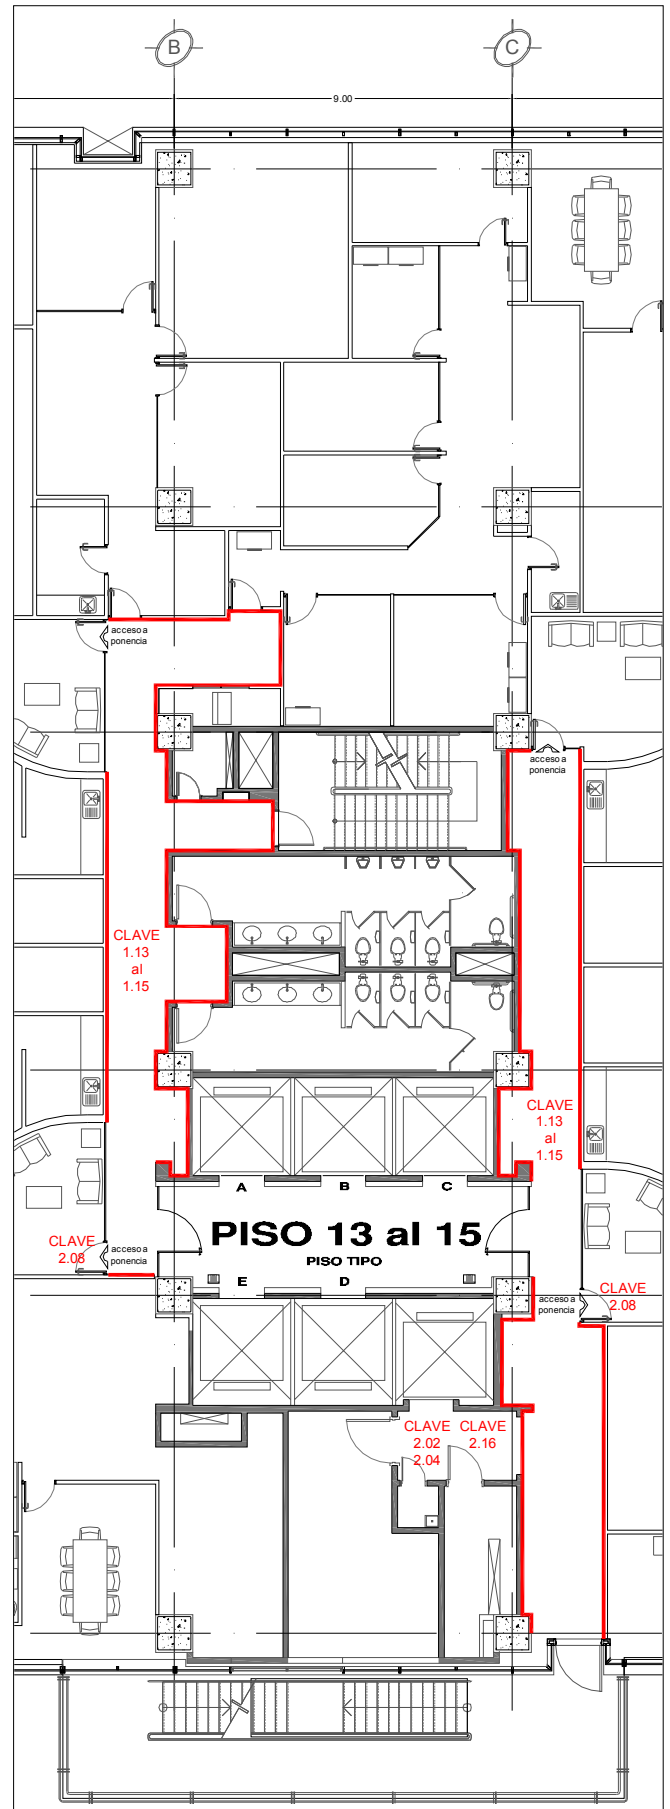 B
C
9.00
acceso a
ponencia
acceso a
ponencia
CLAVE
1.13
al
1.15
CLAVE
1.13
al
1.15
A
B
C
PISO 13 al 15
PISO TIPO
E
D
CLAVE
2.08
acceso a
ponencia
acceso a
ponencia
CLAVE
2.08
CLAVE
2.02
2.04
CLAVE
2.16